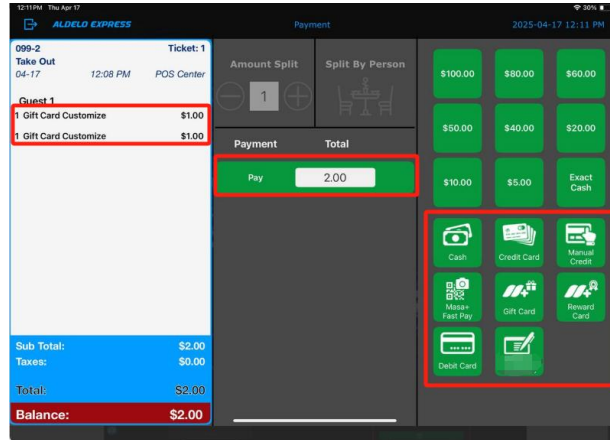 12:11 PM Thu Apr 17
30%
ALDELO EXPRESS
Payment
2025-04-17 12:11 PM
099-2 Ticket: 1
Take Out
04-17 12:08 PM POS Center
Guest 1
1 Gift Card Customize $1.00
1 Gift Card Customize $1.00
Sub Total: $2.00
Taxes: $0.00
Total: $2.00
Balance: $2.00
Amount Split
Split By Person
1
Payment Total
Pay 2.00
$100.00 $80.00 $60.00
$50.00 $40.00 $20.00
$10.00 $5.00 Exact
Cash
Cash Credit Card Manual
Credit
Masa+
Fast Pay
Gift Card
Reward
Card
Debit Card